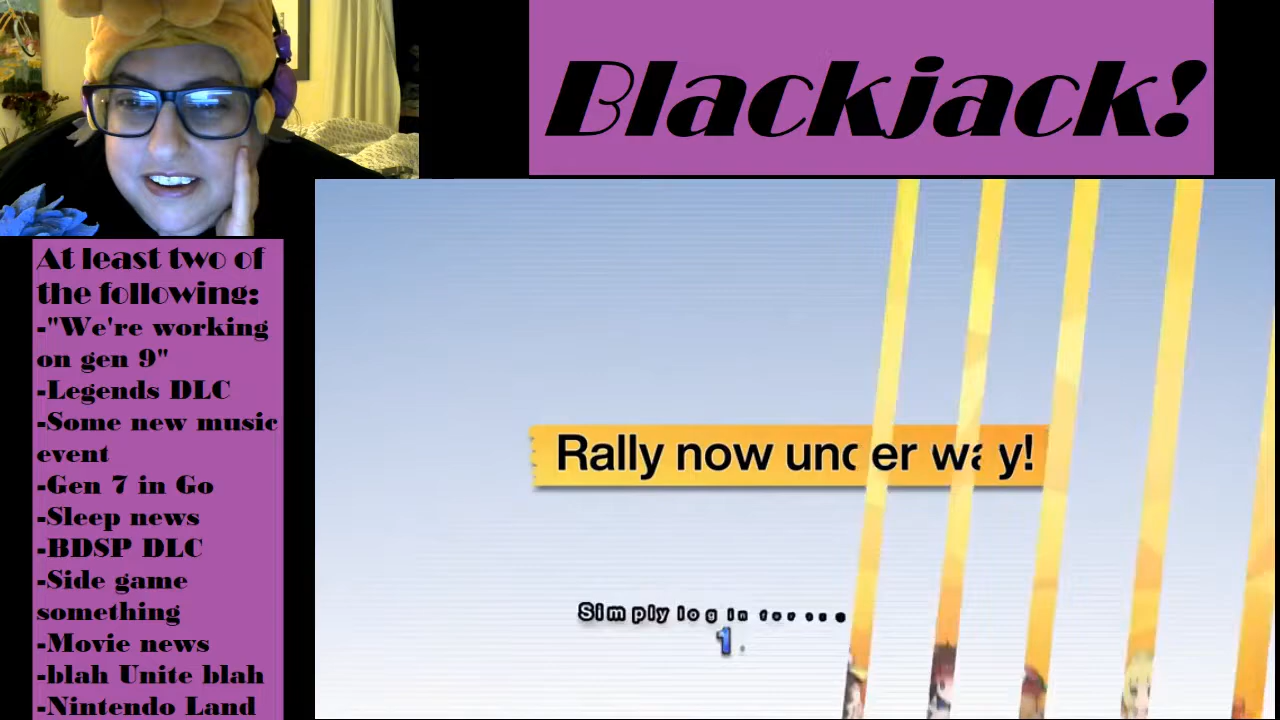 Blackjack!
At least two of
the following:
-"We're working
on gen 9"
-Legends DLC
-Some new music
event
-Gen 7 in Go
-Sleep news
-BDSP DLC
-Side game
something
-Movie news
-blah Unite blah
-Nintendo Land
Rally now under way!
Simply log in for
1